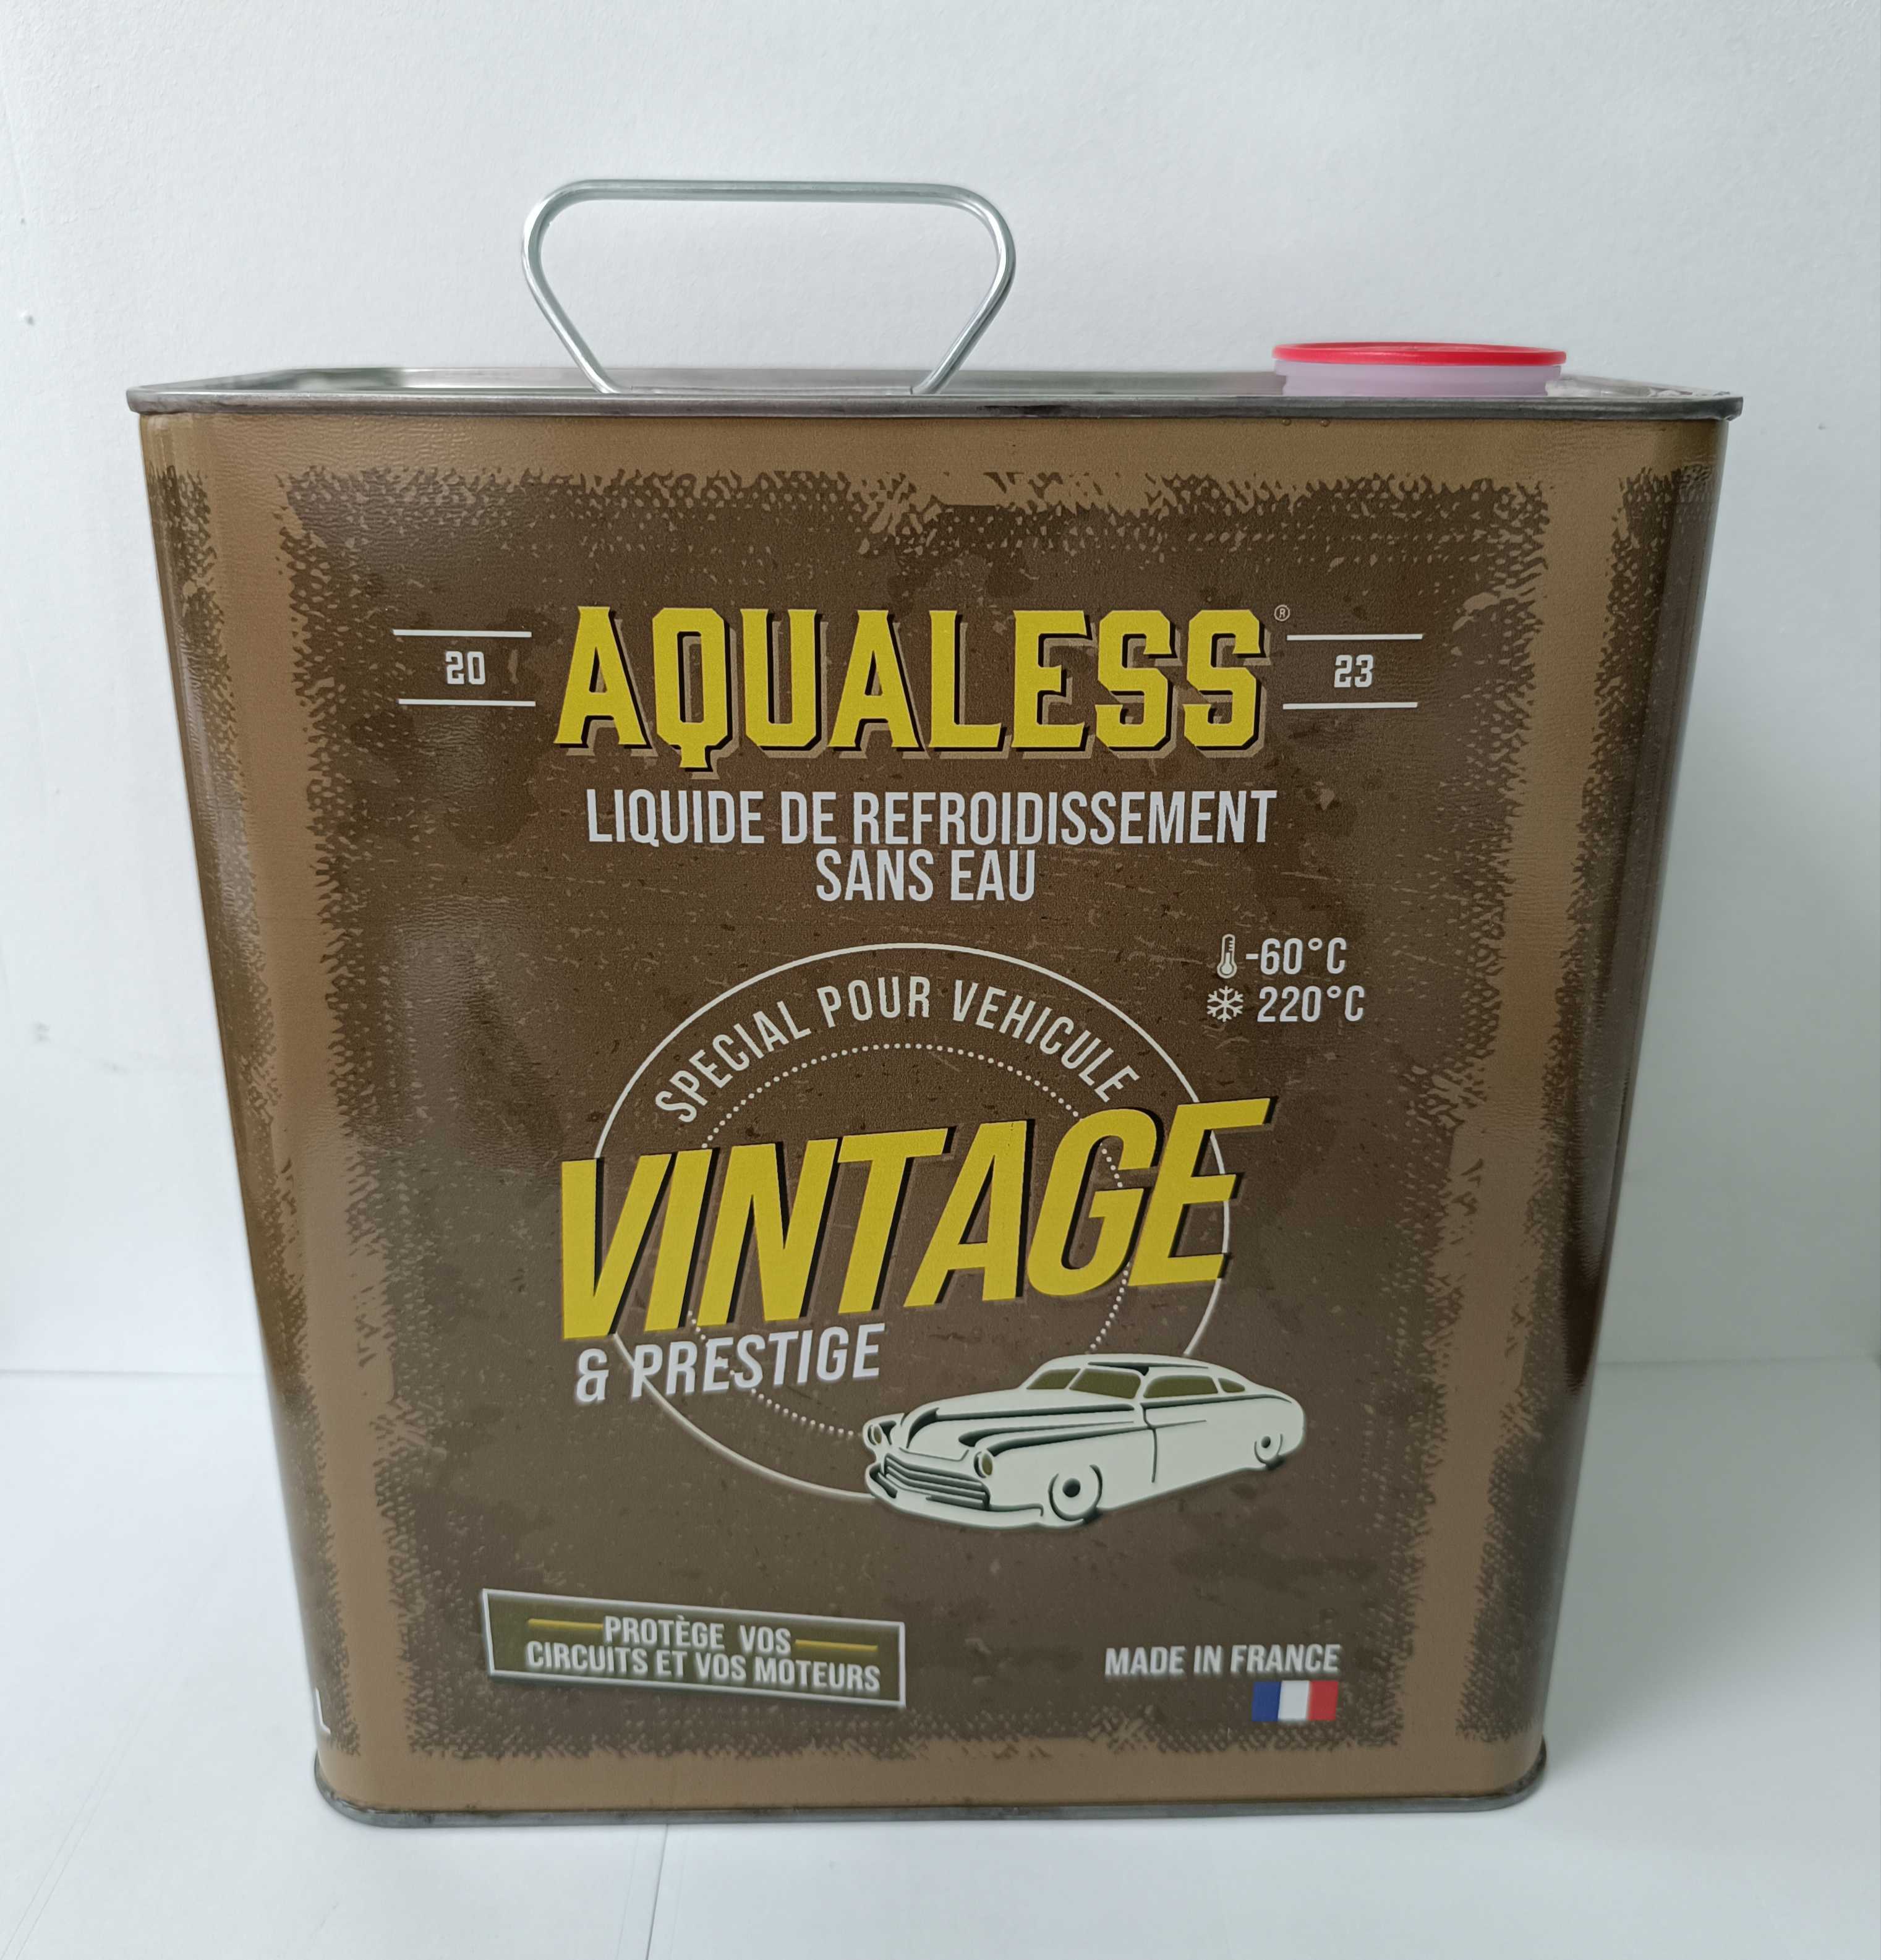 20 AQUALESS® 23
LIQUIDE DE REFROIDISSEMENT
SANS EAU
-60°C
220°C
SPECIAL POUR VEHICULE
VINTAGE
& PRESTIGE
PROTÈGE VOS
CIRCUITS ET VOS MOTEURS
MADE IN FRANCE
L